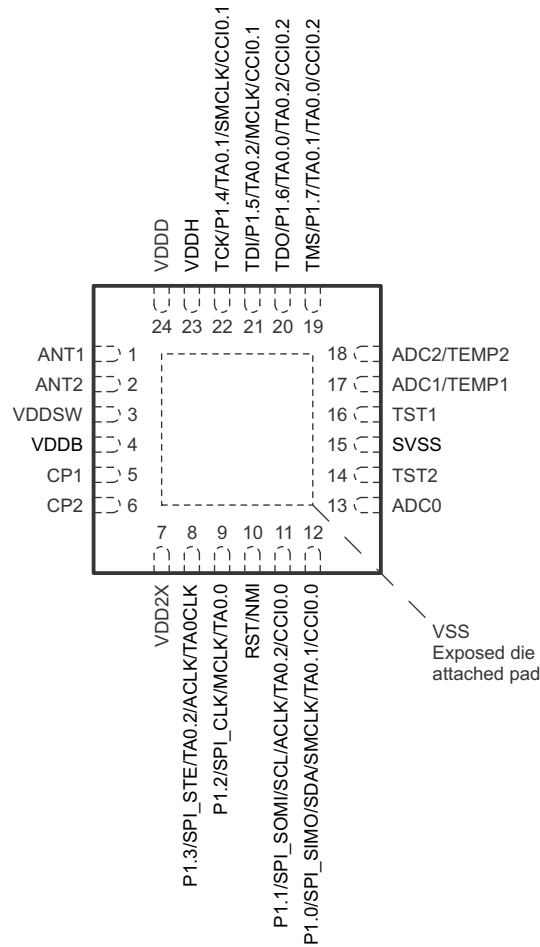 VDDD
VDDH
TCK/P1.4/TA0.1/SMCLK/CCI0.1
TDI/P1.5/TA0.2/MCLK/CCI0.1
TDO/P1.6/TA0.0/TA0.2/CCI0.2
TMS/P1.7/TA0.1/TA0.0/CCI0.2
24 23 22 21 20 19
ANT1 1
ANT2 2
VDDSW 3
VDDB 4
CP1 5
CP2 6
18 ADC2/TEMP2
17 ADC1/TEMP1
16 TST1
15 SVSS
14 TST2
13 ADC0
7 8 9 10 11 12
VDD2X
P1.3/SPI_STE/TA0.2/ACLK/TA0CLK
P1.2/SPI_CLK/MCLK/TA0.0
RST/NMI
P1.1/SPI_SOMI/SCL/ACLK/TA0.2/CCI0.0
P1.0/SPI_SIMO/SDA/SMCLK/TA0.1/CCI0.0
VSS
Exposed die
attached pad